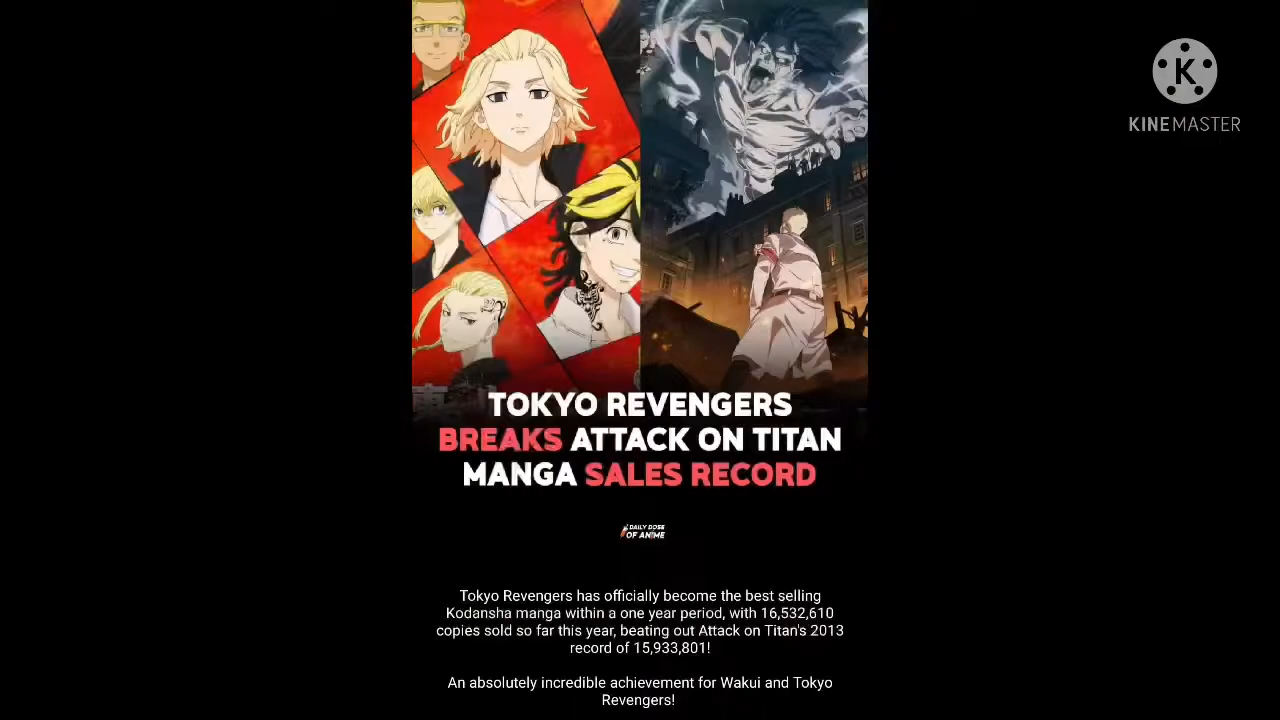 K
KINEMASTER
TOKYO REVENGERS
BREAKS ATTACK ON TITAN
MANGA SALES RECORD
DAILY DOSE
OF ANIME
Tokyo Revengers has officially become the best selling
Kodansha manga within a one year period, with 16,532,610
copies sold so far this year, beating out Attack on Titan's 2013
record of 15,933,801!
An absolutely incredible achievement for Wakui and Tokyo
Revengers!